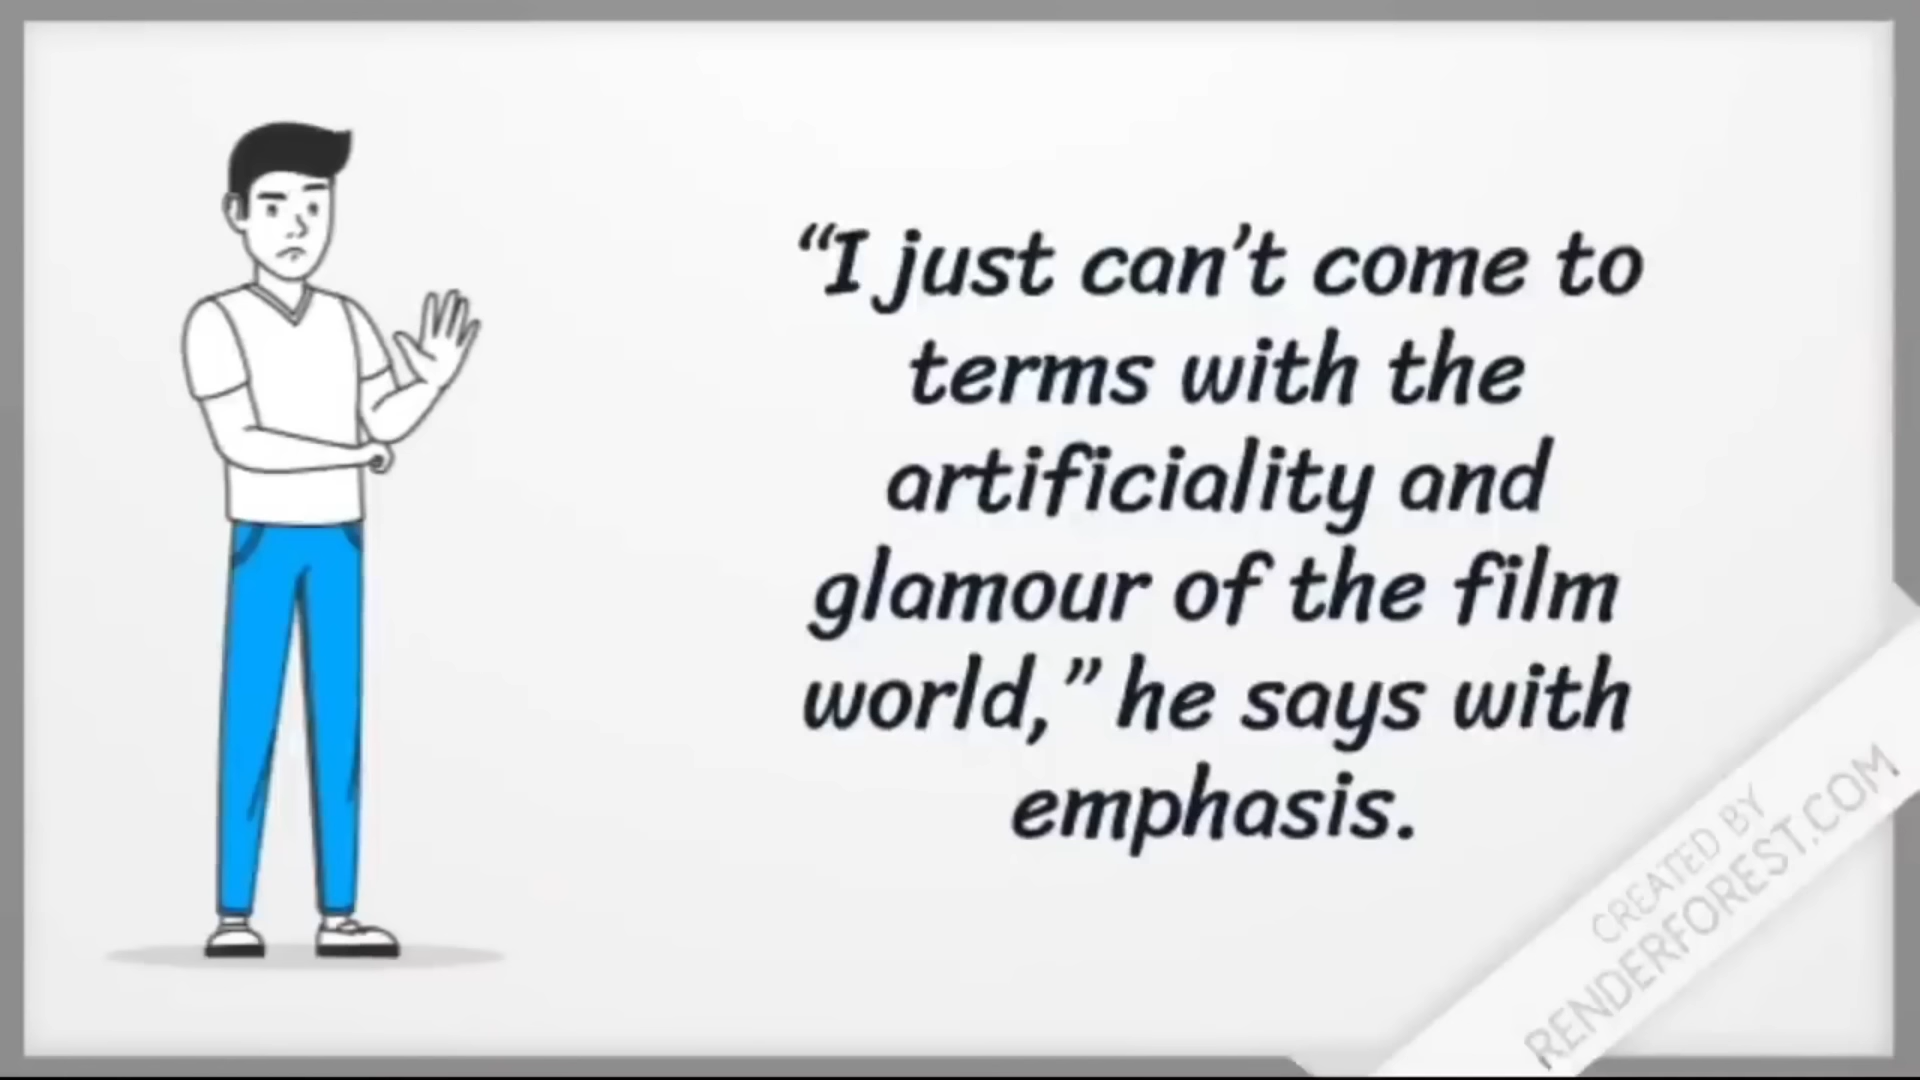 “I just can’t come to
terms with the
artificiality and
glamour of the film
world,” he says with
emphasis.
CREATED BY
RENDERFOREST.COM